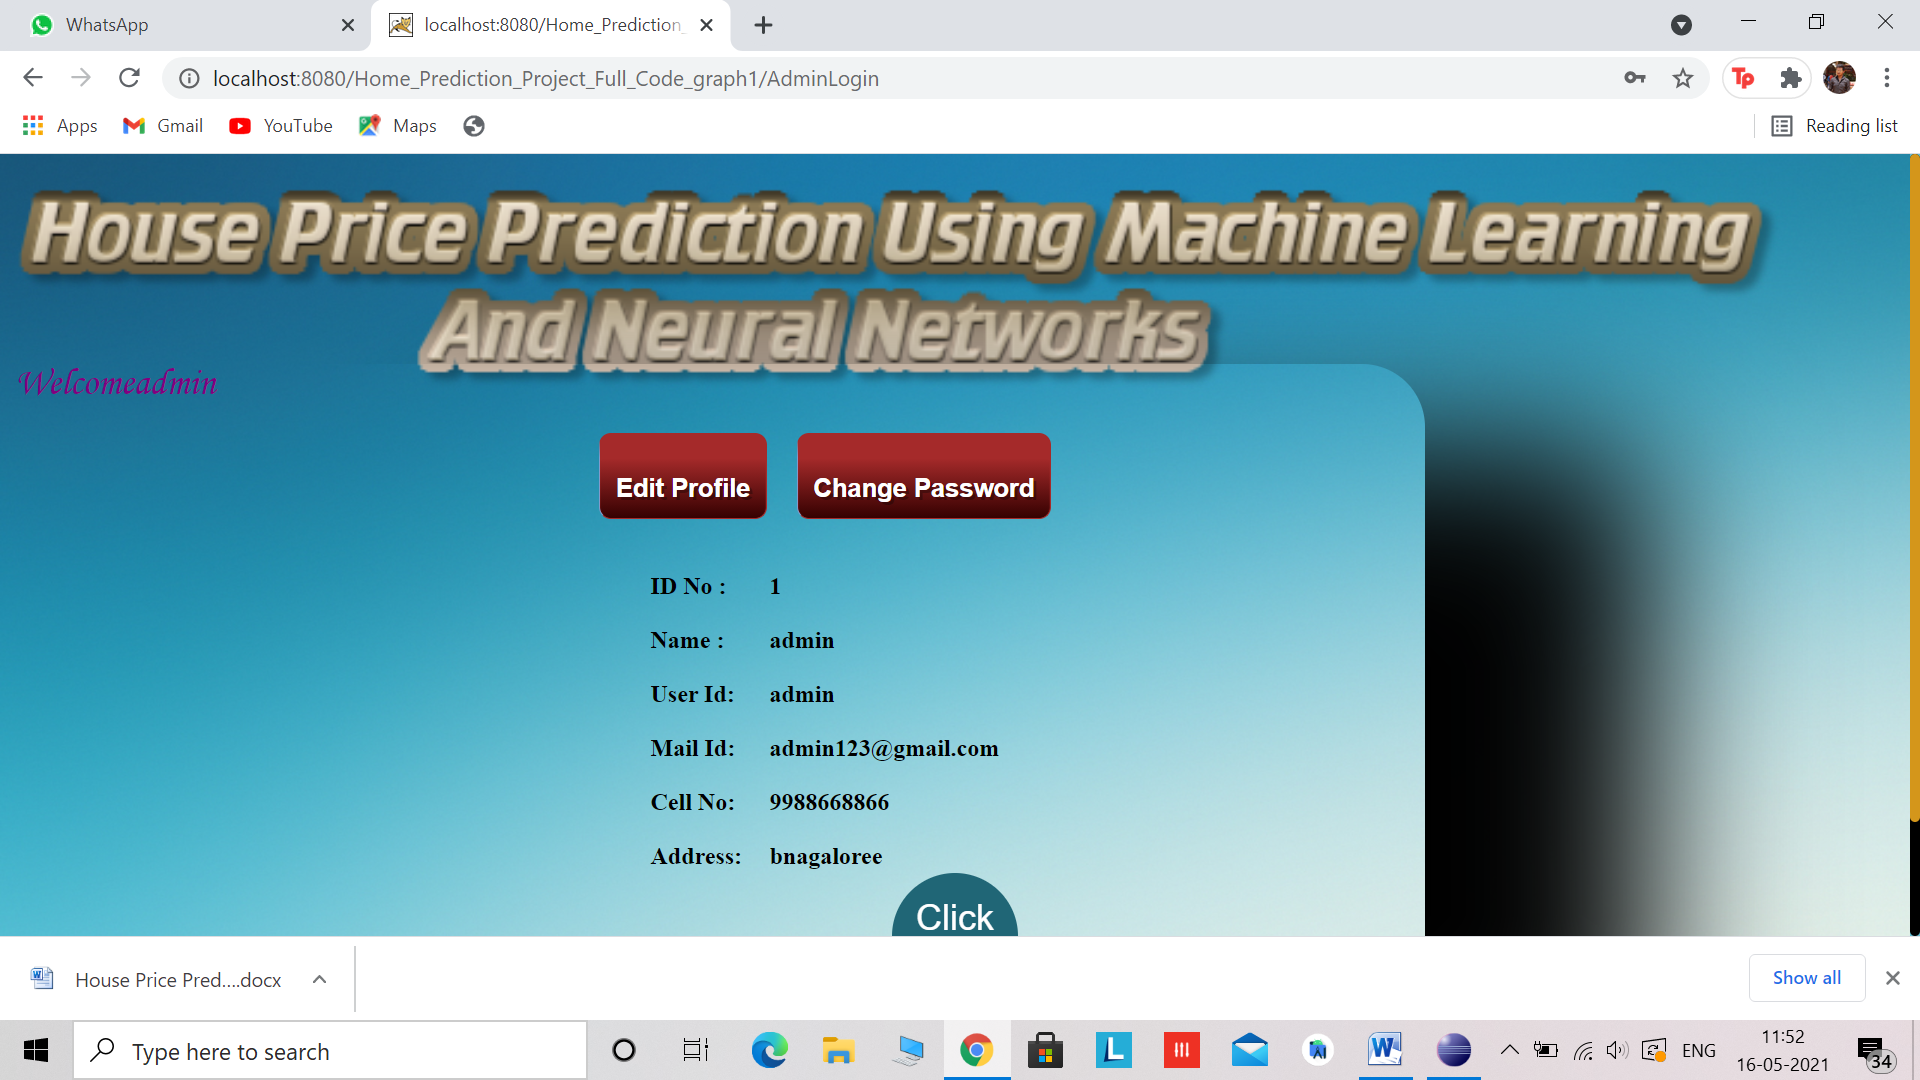 WhatsApp
localhost:8080/Home_Prediction_
localhost:8080/Home_Prediction_Project_Full_Code_graph1/AdminLogin
Tp
Apps Gmail YouTube Maps Reading list
House Price Prediction Using Machine Learning
And Neural Networks
Welcomeadmin
Edit Profile Change Password
ID No : 1
Name : admin
User Id: admin
Mail Id: admin123@gmail.com
Cell No: 9988668866
Address: bnagaloree
Click
House Price Pred....docx Show all
Type here to search
L
W
AI
ENG
11:52
16-05-2021
34